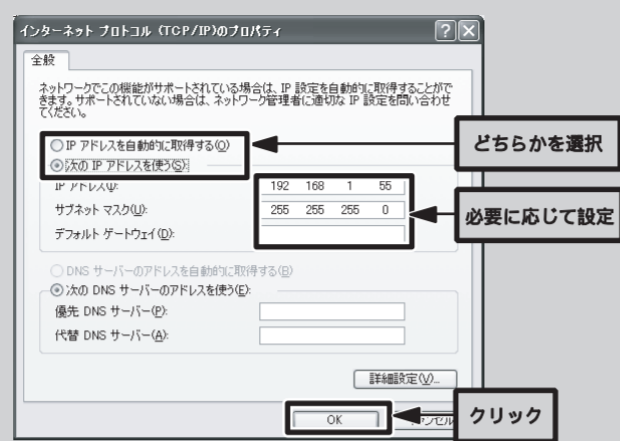 インターネット プロトコル (TCP/IP)のプロパティ
全般
ネットワークでこの機能がサポートされている場合は、IP 設定を自動的に取得することがで
きます。サポートされていない場合は、ネットワーク管理者に適切な IP 設定を問い合わせ
てください。
IP アドレスを自動的に取得する(O)
どちらかを選択
次の IP アドレスを使う(S):
IP アドレス(I):
192 168 1 55
サブネット マスク(U):
255 255 255 0
必要に応じて設定
デフォルト ゲートウェイ(D):
DNS サーバーのアドレスを自動的に取得する(B)
次の DNS サーバーのアドレスを使う(E):
優先 DNS サーバー(P):
代替 DNS サーバー(A):
詳細設定(V)...
OK
キャンセル
クリック